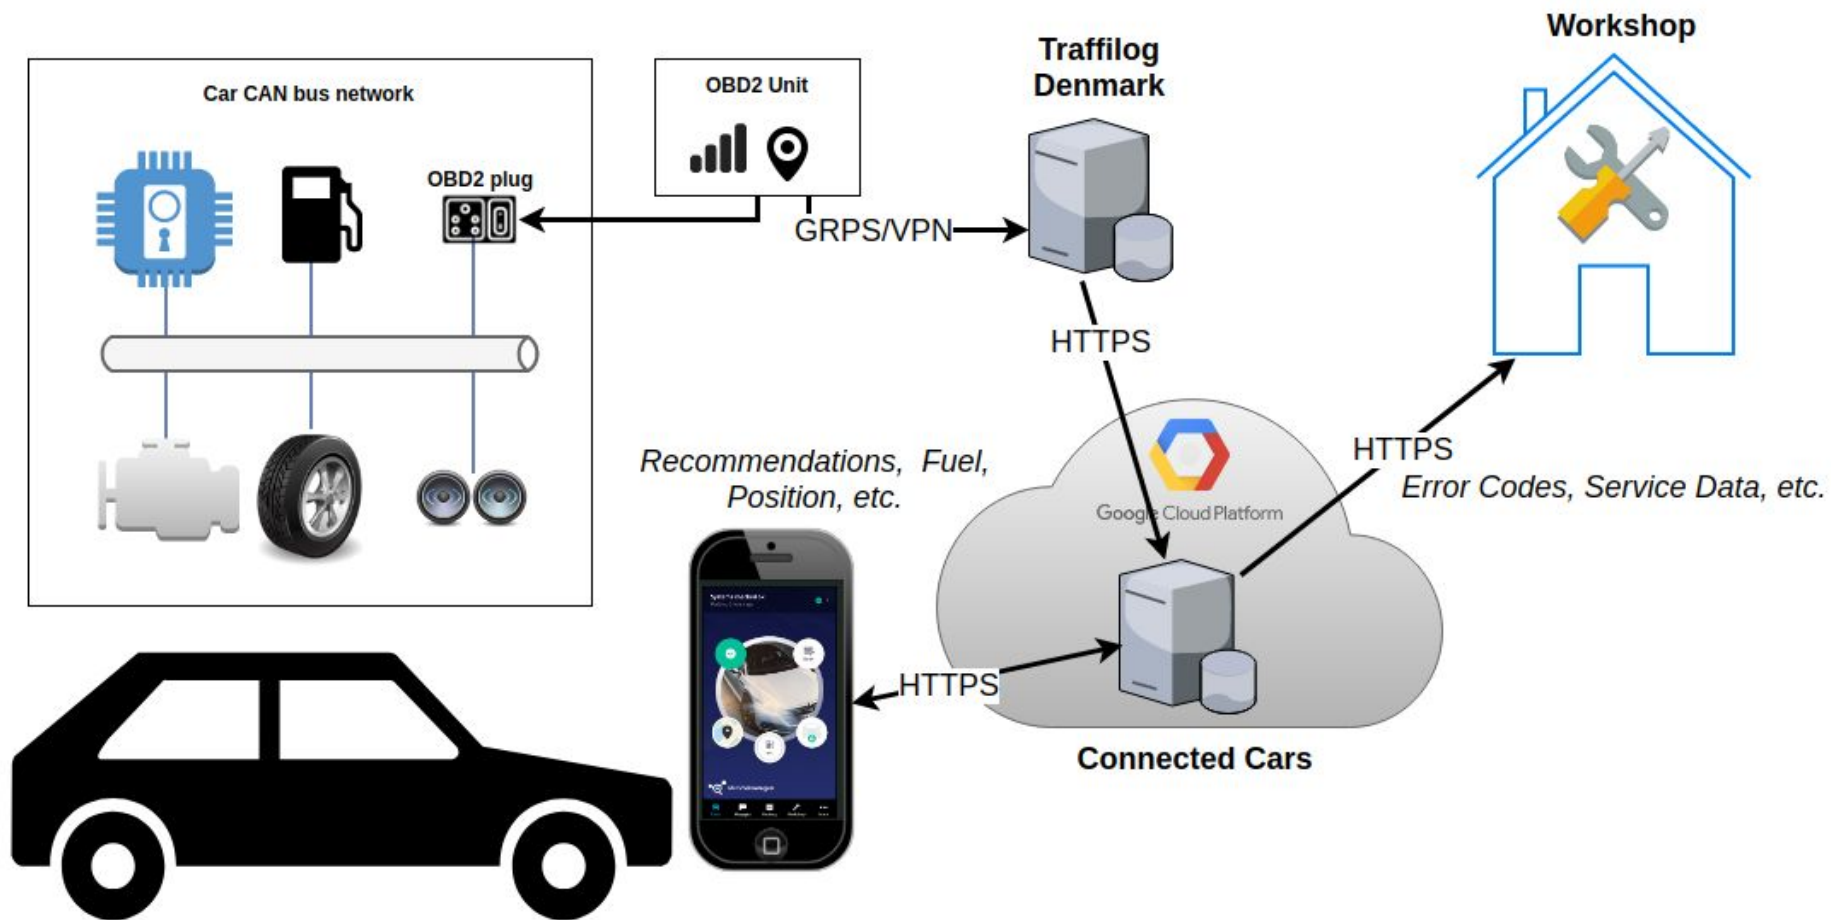 Workshop
Traffilog
Denmark
Car CAN bus network
OBD2 Unit
OBD2 plug
GRPS/VPN
HTTPS
Recommendations, Fuel,
Position, etc.
HTTPS
Error Codes, Service Data, etc.
Google Cloud Platform
HTTPS
Connected Cars